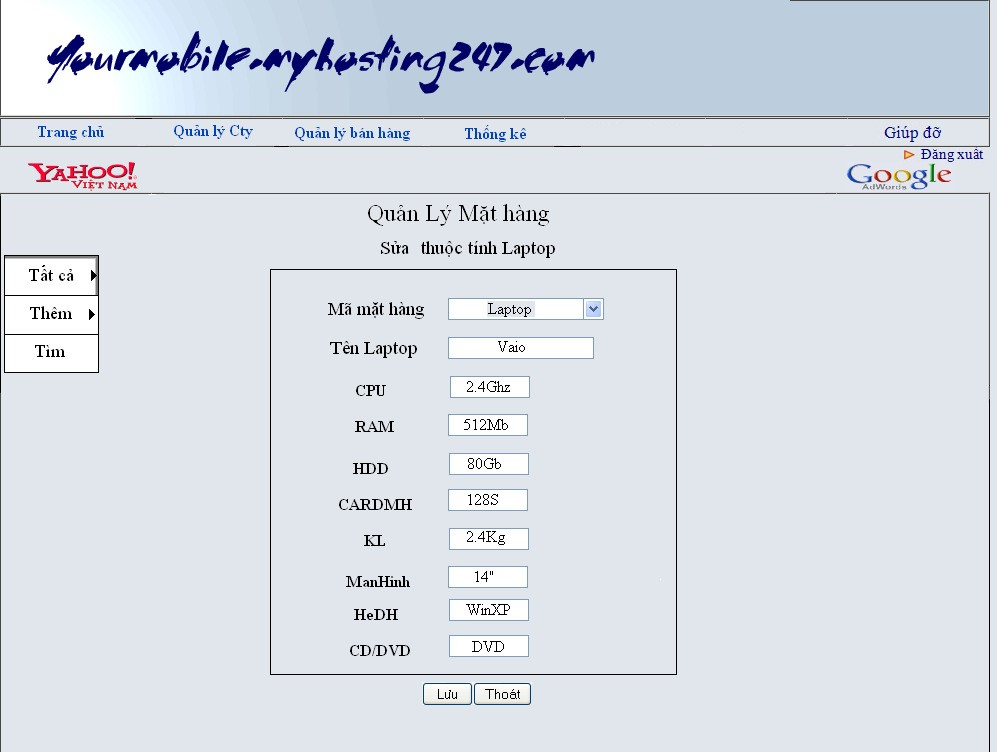 Yourmobile.myhosting247.com
Trang chủ Quản lý Cty Quản lý bán hàng Thống kê Giúp đỡ
Đăng xuất
YAHOO!
VIỆT NAM
Google
AdWords
Quản Lý Mặt hàng
Sửa thuộc tính Laptop
Tất cả
Thêm
Tìm
Mã mặt hàng Laptop
Tên Laptop Vaio
CPU 2.4Ghz
RAM 512Mb
HDD 80Gb
CARDMH 128S
KL 2.4Kg
ManHinh 14"
HeDH WinXP
CD/DVD DVD
Lưu Thoát